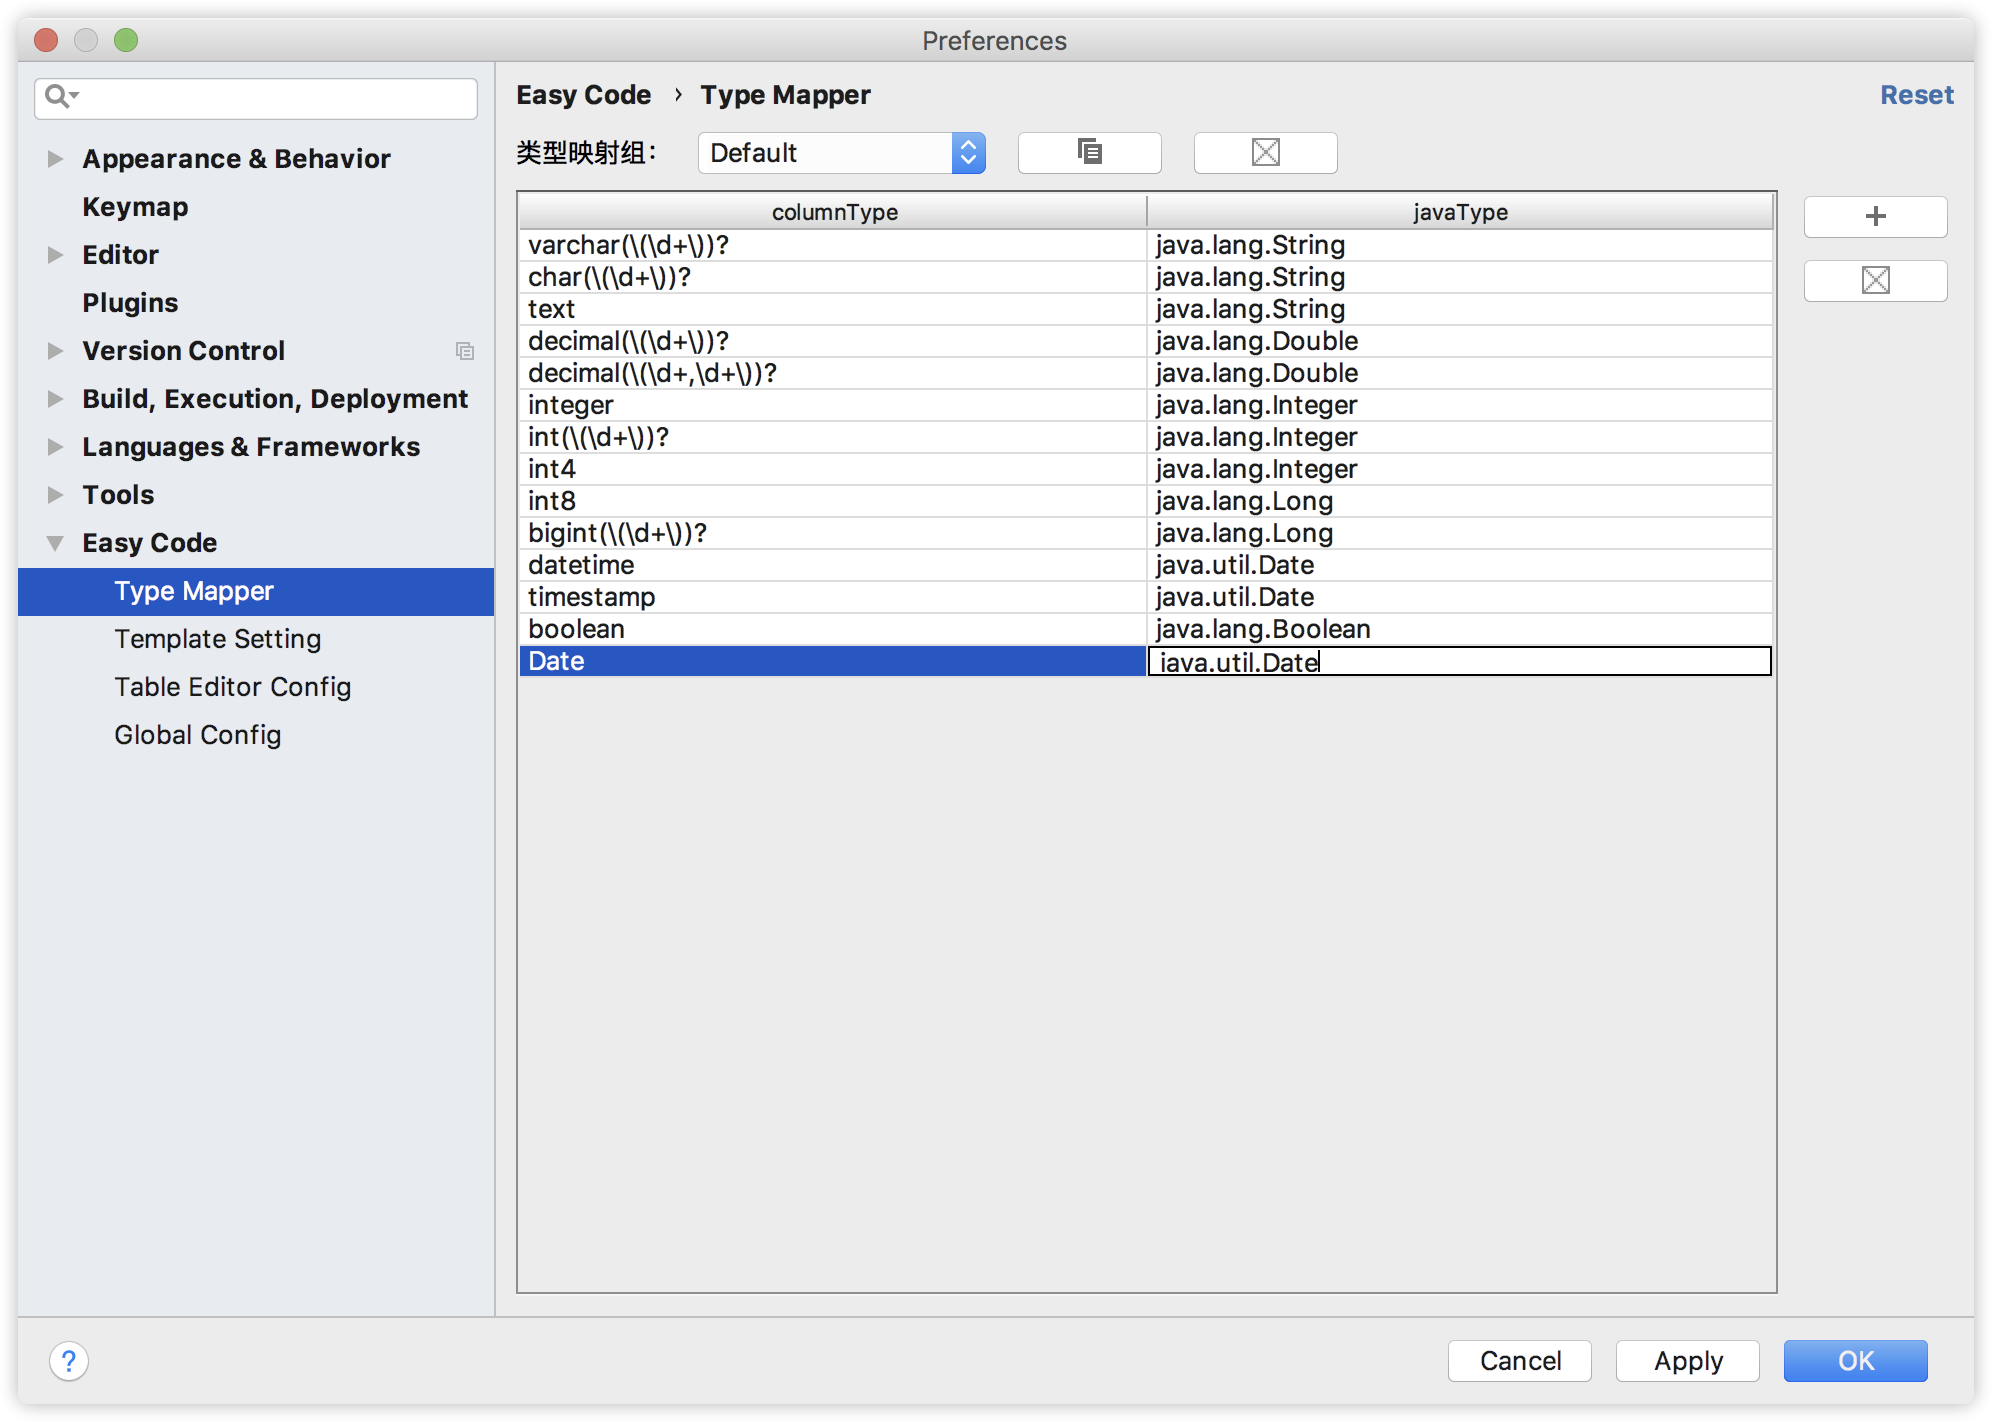 Preferences
Easy Code › Type Mapper
Reset
类型映射组：
Default
Appearance & Behavior
Keymap
Editor
Plugins
Version Control
Build, Execution, Deployment
Languages & Frameworks
Tools
Easy Code
Type Mapper
Template Setting
Table Editor Config
Global Config
columnType javaType
varchar(\(\d+\))? java.lang.String
char(\(\d+\))? java.lang.String
text java.lang.String
decimal(\(\d+\))? java.lang.Double
decimal(\(\d+,\d+\))? java.lang.Double
integer java.lang.Integer
int(\(\d+\))? java.lang.Integer
int4 java.lang.Integer
int8 java.lang.Long
bigint(\(\d+\))? java.lang.Long
datetime java.util.Date
timestamp java.util.Date
boolean java.lang.Boolean
Date java.util.Date
+
?
Cancel
Apply
OK